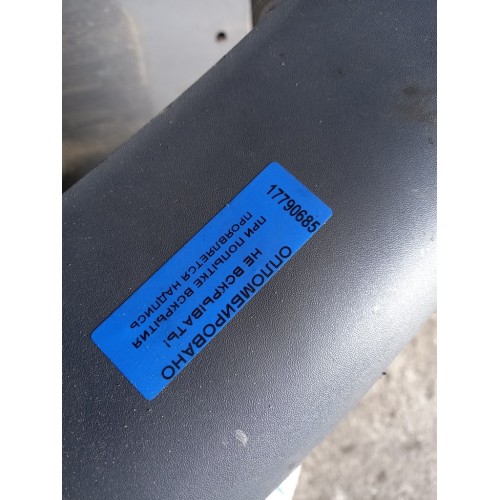 ОПЛОМБИРОВАНО
НЕ ВСКРЫВАТЬ!
ПРИ ПОПЫТКЕ ВСКРЫТИЯ
ПРОЯВЛЯЕТСЯ НАДПИСЬ
17790685